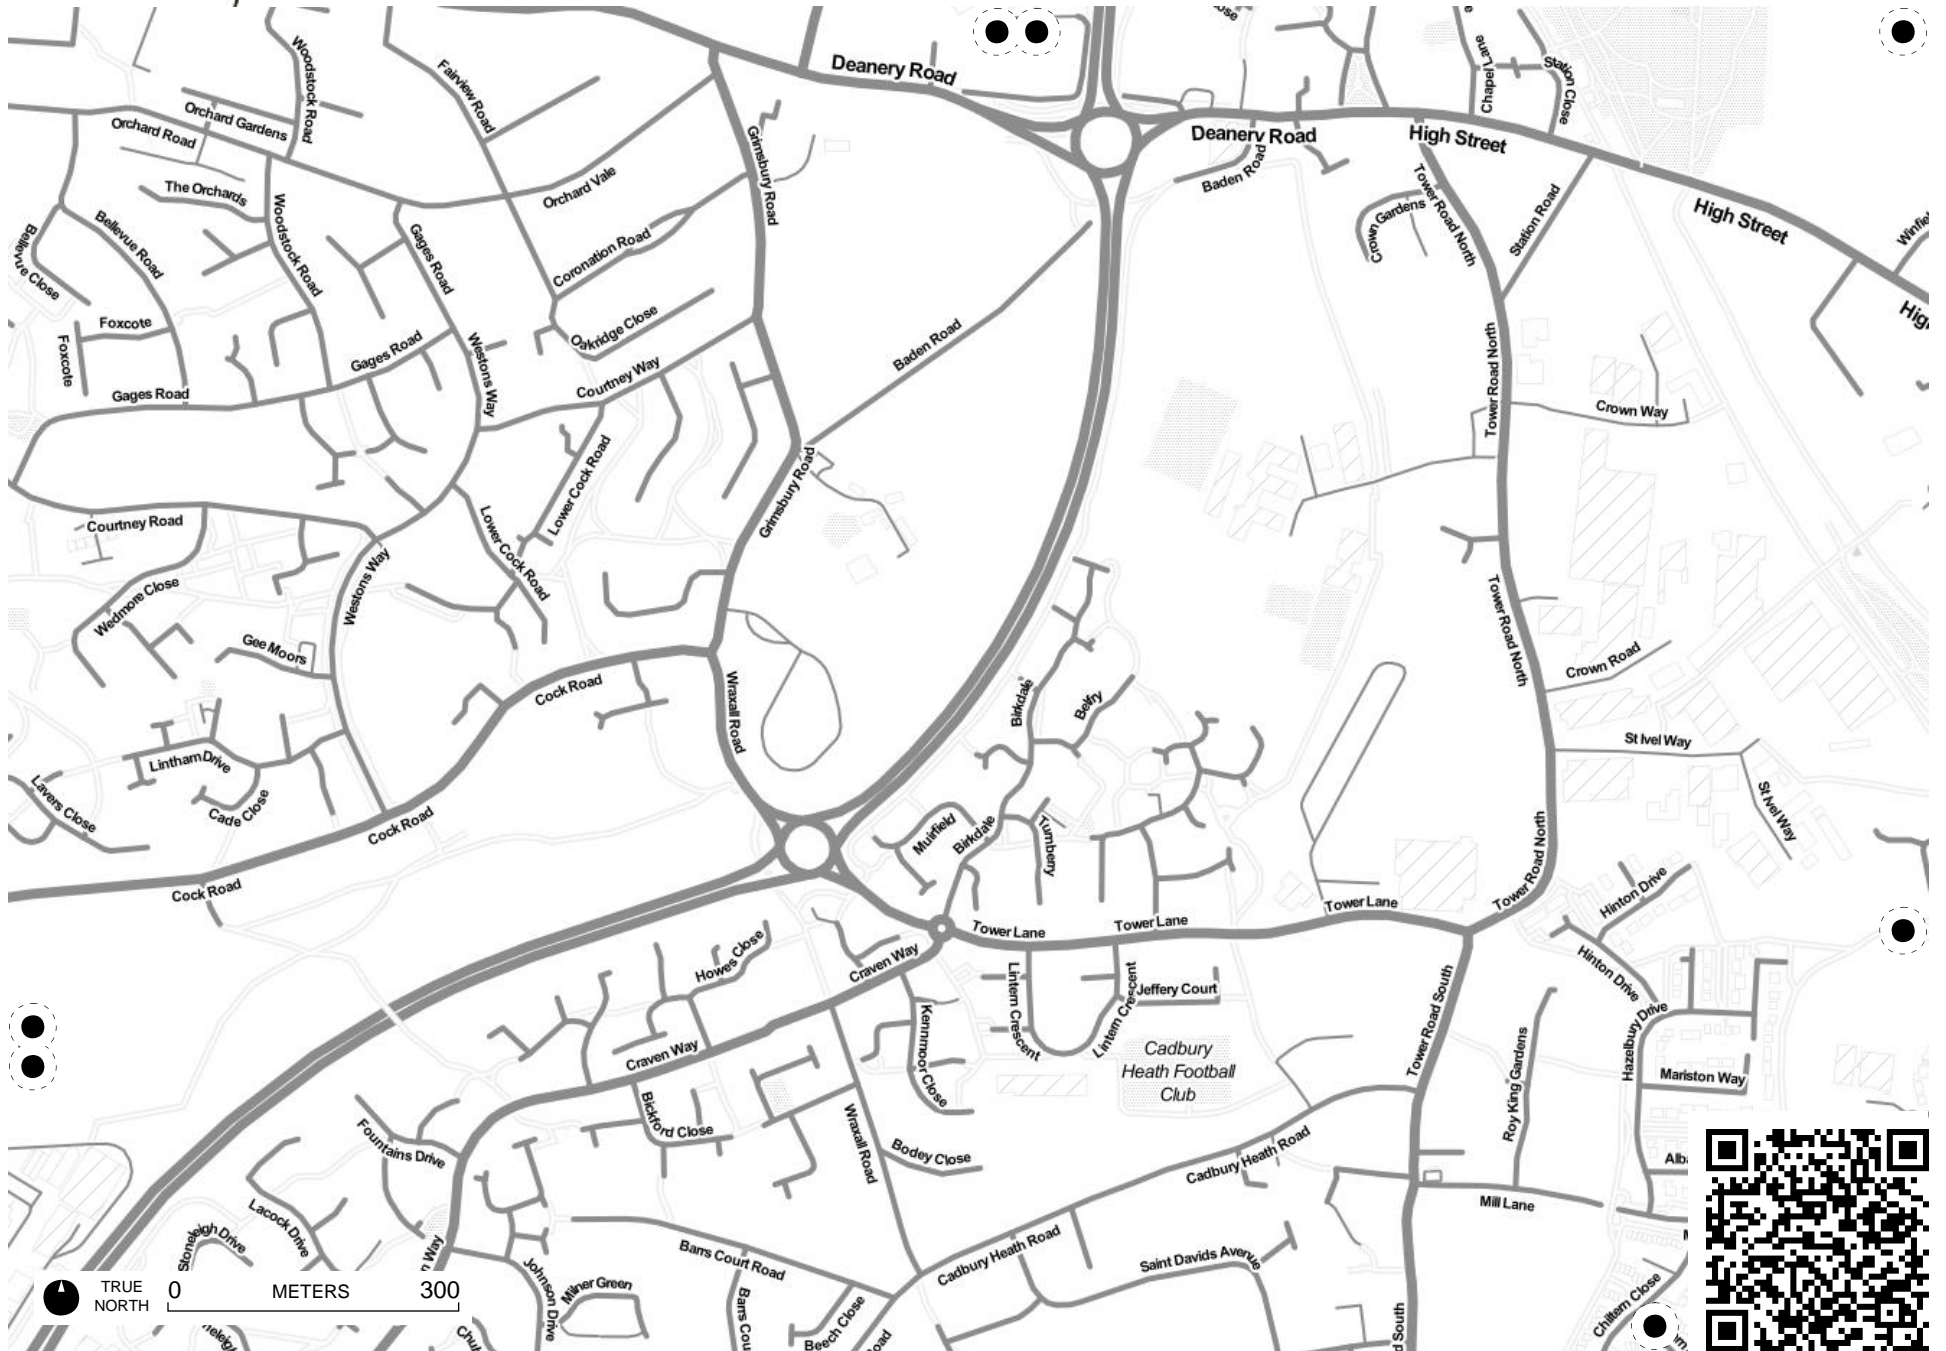 Deanery Road
Woodstock Road
Fairview Road
Chapel Lane
Station Close
Orchard Gardens
Orchard Road
Grimsbury Road
Deanery Road
High Street
Baden Road
The Orchards
Orchard Vale
Tower Road North
Crown Gardens
Station Road
High Street
Bellevue Road
Bellevue Close
Woodstock Road
Gages Road
Coronation Road
Foxcote
Foxcote
Oakridge Close
Gages Road
Westons Way
Courtney Way
Baden Road
Tower Road North
Gages Road
Crown Way
Lower Cock Road
Grimsbury Road
Courtney Road
Lower Cock Road
Westons Way
Wedmore Close
Tower Road North
Gee Moors
Crown Road
Cock Road
Wraxall Road
Birkdale
Belfry
St Ivel Way
Lintham Drive
Lavers Close
Cade Close
Cock Road
Muirfield
Birkdale
Turnberry
St Ivel Way
Tower Road North
Cock Road
Hinton Drive
Tower Lane
Tower Lane
Tower Lane
Howes Close
Craven Way
Hinton Drive
Lintern Crescent
Lintern Crescent
Jeffery Court
Tower Road South
Kennmoor Close
Hazelbury Drive
Craven Way
Cadbury
Heath Football
Club
Roy King Gardens
Mariston Way
Bickford Close
Wraxall Road
Fountains Drive
Bodey Close
Cadbury Heath Road
Mill Lane
Lacock Drive
Stoneleigh Drive
Barrs Court Road
Cadbury Heath Road
Saint Davids Avenue
Johnson Drive
Milner Green
Beech Close
Chiltern Close
TRUE
NORTH
0 METERS 300